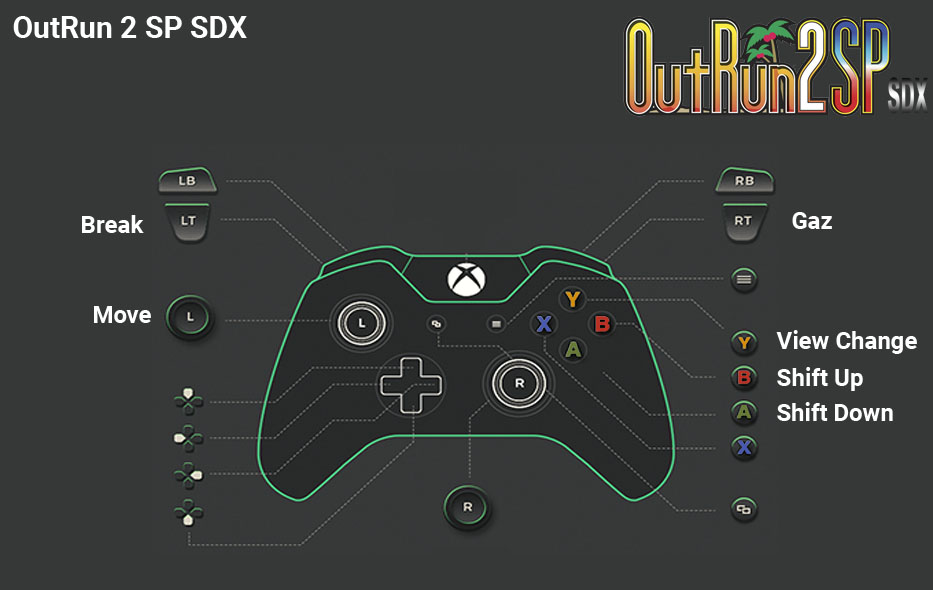 OutRun 2 SP SDX
OutRun2SP
SDX
LB
RB
LT
RT
Break
Gaz
Move
L
L
Y
X
B
A
Y
View Change
B
Shift Up
R
A
Shift Down
X
R